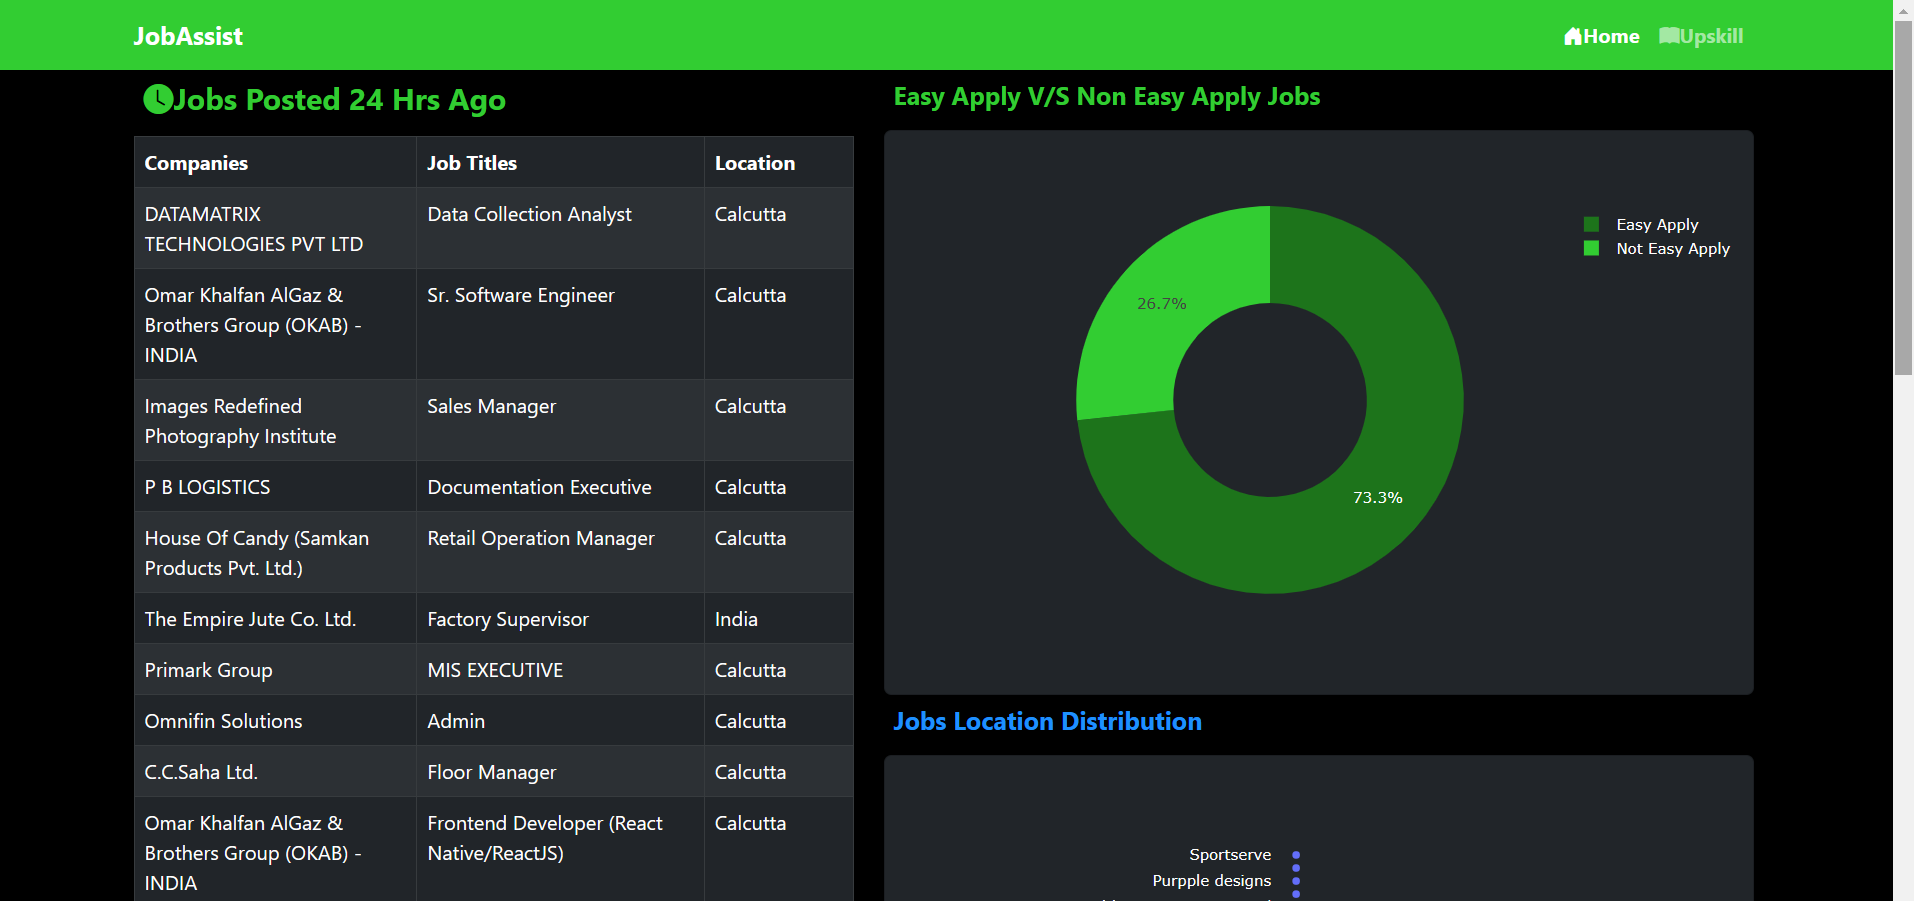 JobAssist
Home
Upskill
Jobs Posted 24 Hrs Ago
Companies
Job Titles
Location
DATAMATRIX
TECHNOLOGIES PVT LTD
Data Collection Analyst
Calcutta
Omar Khalfan AlGaz &
Brothers Group (OKAB) -
INDIA
Sr. Software Engineer
Calcutta
Images Redefined
Photography Institute
Sales Manager
Calcutta
P B LOGISTICS
Documentation Executive
Calcutta
House Of Candy (Samkan
Products Pvt. Ltd.)
Retail Operation Manager
Calcutta
The Empire Jute Co. Ltd.
Factory Supervisor
India
Primark Group
MIS EXECUTIVE
Calcutta
Omnifin Solutions
Admin
Calcutta
C.C.Saha Ltd.
Floor Manager
Calcutta
Omar Khalfan AlGaz &
Brothers Group (OKAB) -
INDIA
Frontend Developer (React
Native/ReactJS)
Calcutta
Easy Apply V/S Non Easy Apply Jobs
Easy Apply
Not Easy Apply
26.7%
73.3%
Jobs Location Distribution
Sportserve
Purpple designs